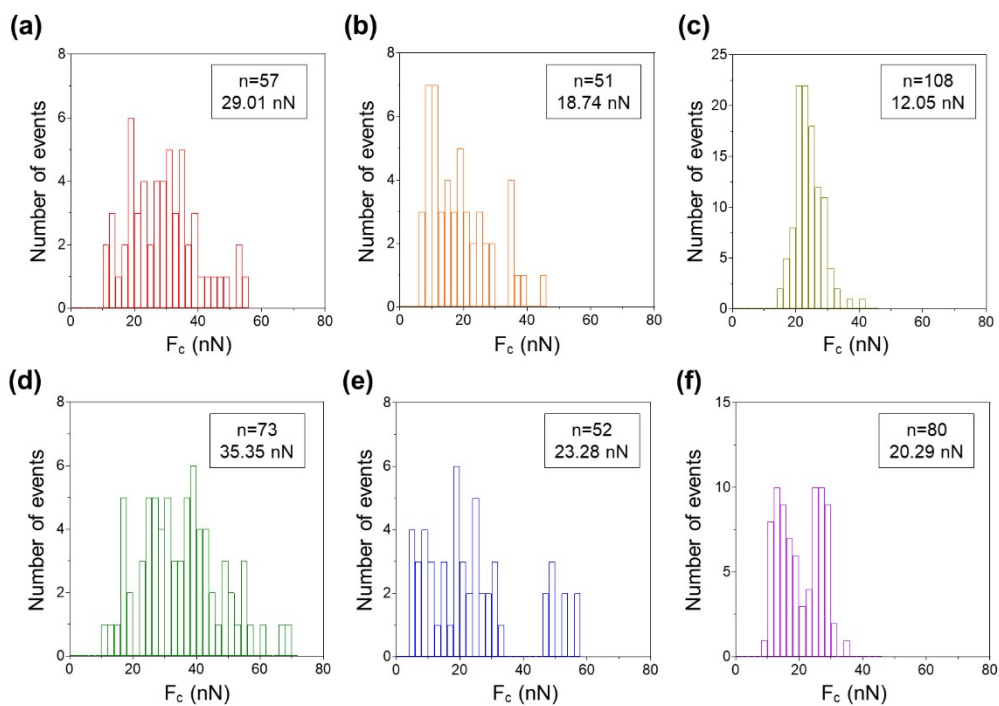 (a)
n=57
29.01 nN
Number of events
8
6
4
2
0
0 20 40 60 80
Fc (nN)
(b)
n=51
18.74 nN
Number of events
8
6
4
2
0
0 20 40 60 80
Fc (nN)
(c)
n=108
12.05 nN
Number of events
25
20
15
10
5
0
0 20 40 60 80
Fc (nN)
(d)
n=73
35.35 nN
Number of events
8
6
4
2
0
0 20 40 60 80
Fc (nN)
(e)
n=52
23.28 nN
Number of events
8
6
4
2
0
0 20 40 60 80
Fc (nN)
(f)
n=80
20.29 nN
Number of events
15
10
5
0
0 20 40 60 80
Fc (nN)